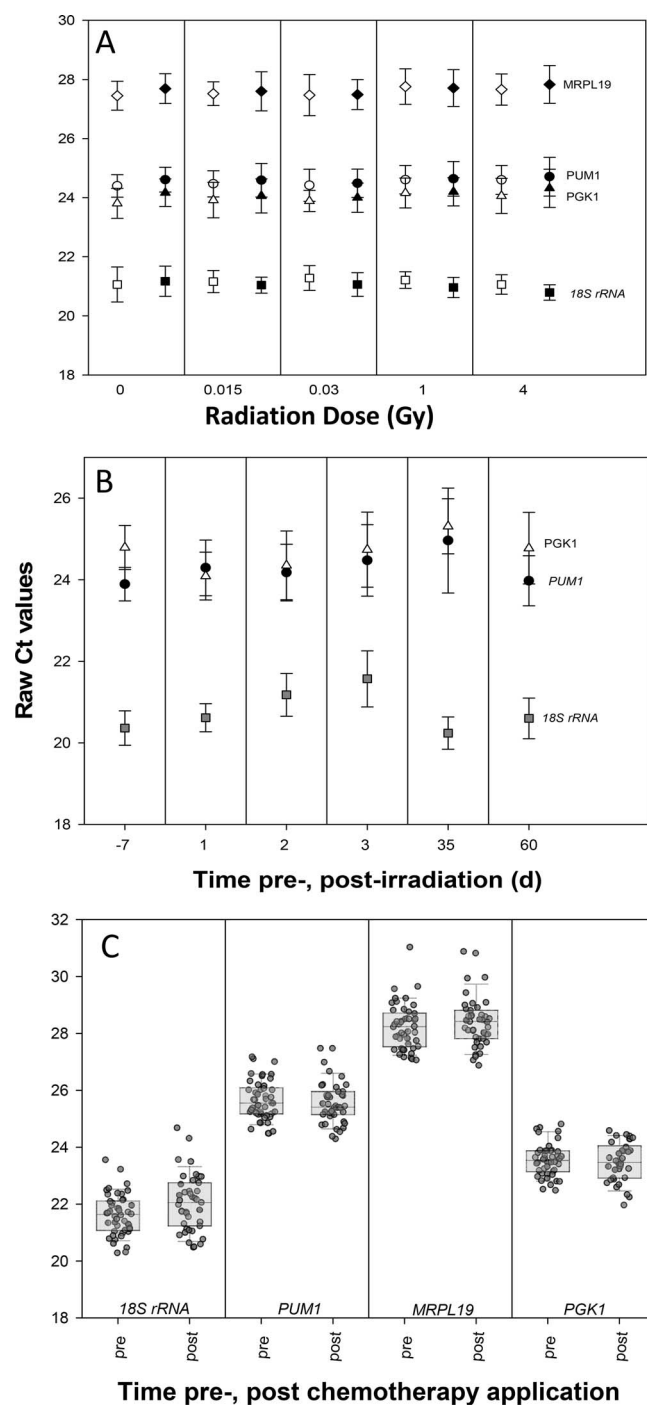 A
30
28
26
24
22
20
18
MRPL19
PUM1
PGK1
18S rRNA
0 0.015 0.03 1 4
Radiation Dose (Gy)
B
26
24
22
20
18
PGK1
PUM1
18S rRNA
-7 1 2 3 35 60
Time pre-, post-irradiation (d)
Raw Ct values
C
32
30
28
26
24
22
20
18
18S rRNA PUM1 MRPL19 PGK1
pre post pre post pre post pre post
Time pre-, post chemotherapy application